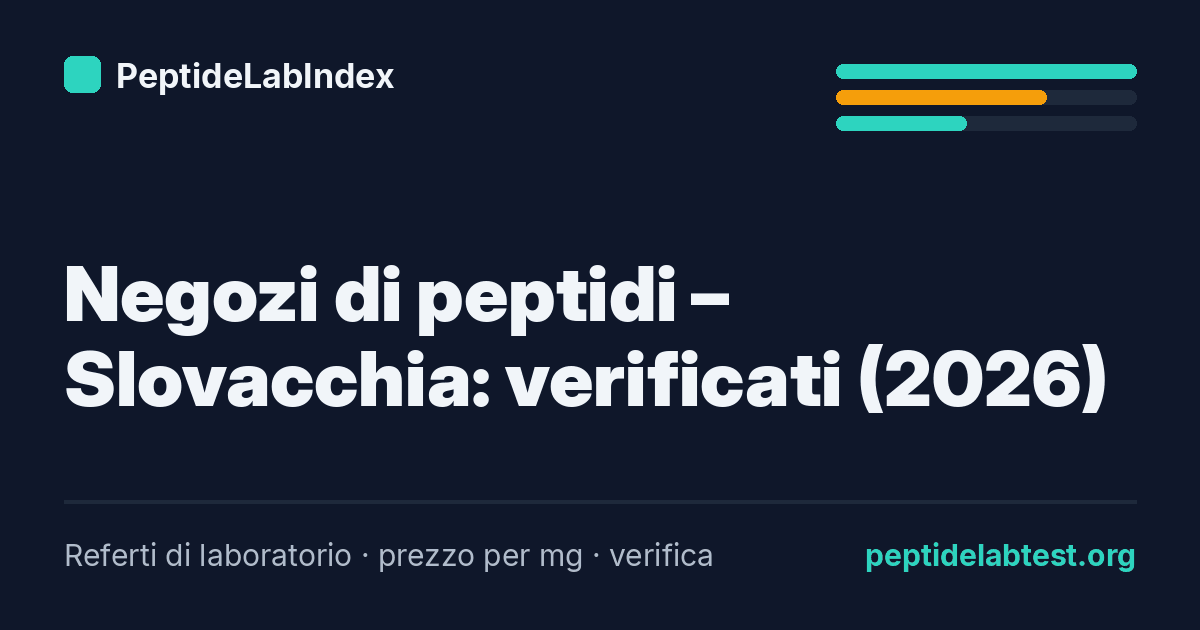 PeptideLabIndex
Negozi di peptidi –
Slovacchia: verificati (2026)
Referti di laboratorio · prezzo per mg · verifica
peptidelabtest.org